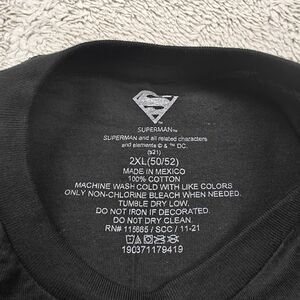 S
SUPERMAN™
SUPERMAN and all related characters
and elements © & ™ DC.
(s21)
2XL(50/52)
MADE IN MEXICO
100% COTTON
MACHINE WASH COLD WITH LIKE COLORS
ONLY NON-CHLORINE BLEACH WHEN NEEDED.
TUMBLE DRY LOW.
DO NOT IRON IF DECORATED.
DO NOT DRY CLEAN.
RN# 115665 / SCC / 11-21
190371179419